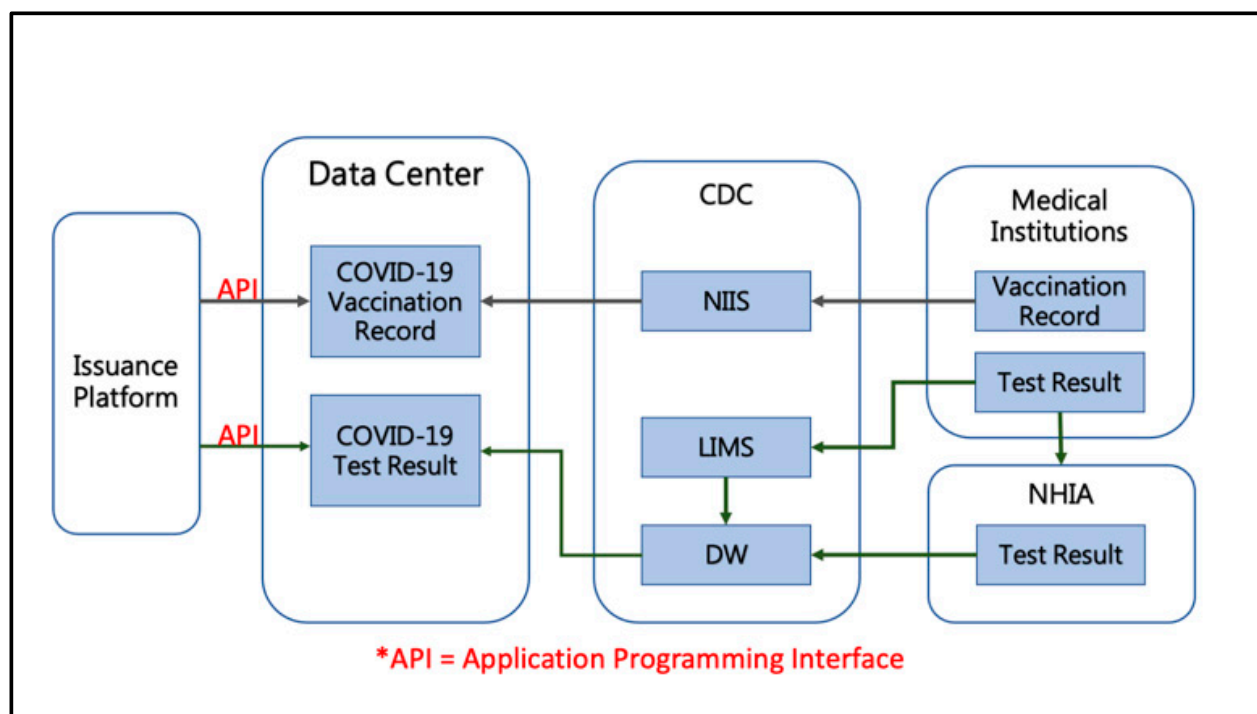 Data Center
CDC
Medical
Institutions
Issuance
Platform
API
API
COVID-19
Vaccination
Record
COVID-19
Test Result
NIIS
LIMS
DW
Vaccination
Record
Test Result
NHIA
Test Result
*API = Application Programming Interface